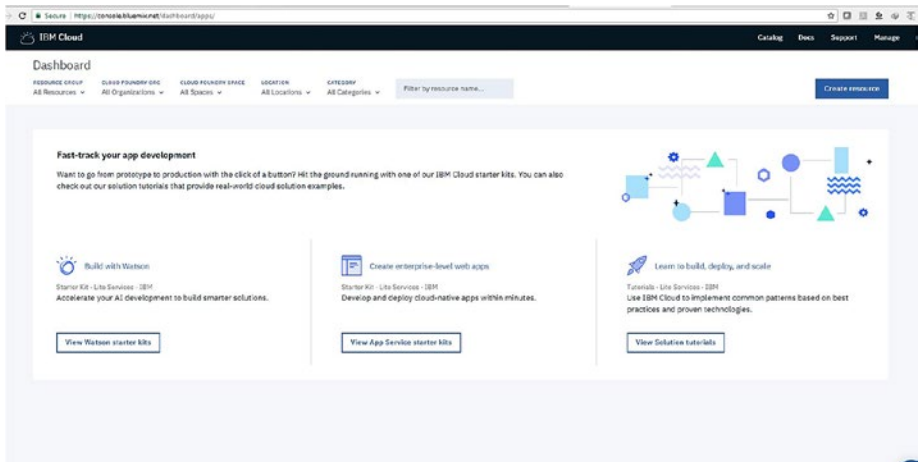 Secure | https://console.bluemix.net/dashboard/apps/
IBM Cloud
Catalog Docs Support Manage
Dashboard
RESOURCE GROUP CLOUD FOUNDRY ORG CLOUD FOUNDRY SPACE LOCATION CATEGORY
All Resources All Organizations All Spaces All Locations All Categories
Filter by resource name...
Create resource
Fast-track your app development
Want to go from prototype to production with the click of a button? Hit the ground running with one of our IBM Cloud starter kits. You can also
check out our solution tutorials that provide real-world cloud solution examples.
Build with Watson
Starter Kit - Lite Services - IBM
Accelerate your AI development to build smarter solutions.
View Watson starter kits
Create enterprise-level web apps
Starter Kit - Lite Services - IBM
Develop and deploy cloud-native apps within minutes.
View App Service starter kits
Learn to build, deploy, and scale
Tutorials - Lite Services - IBM
Use IBM Cloud to implement common patterns based on best
practices and proven technologies.
View Solution tutorials